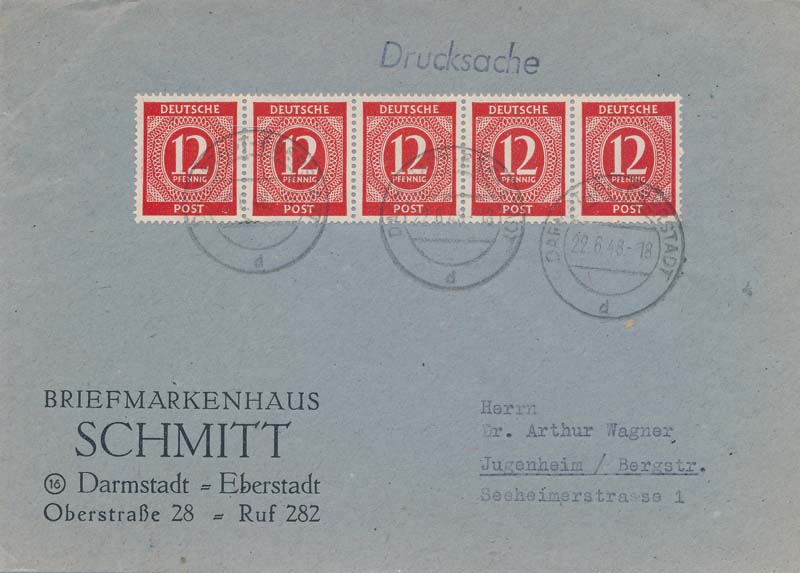 Drucksache
DEUTSCHE DEUTSCHE DEUTSCHE DEUTSCHE DEUTSCHE
12 12 12 12 12
PFENNIG PFENNIG PFENNIG PFENNIG PFENNIG
POST POST POST POST POST
22.6.48-18
d d d
BRIEFMARKENHAUS
SCHMITT
16 Darmstadt = Eberstadt
Oberstraße 28 = Ruf 282
Herrn
Dr. Arthur Wagner
Jugenheim / Bergstr.
Seeheimerstrasse 1